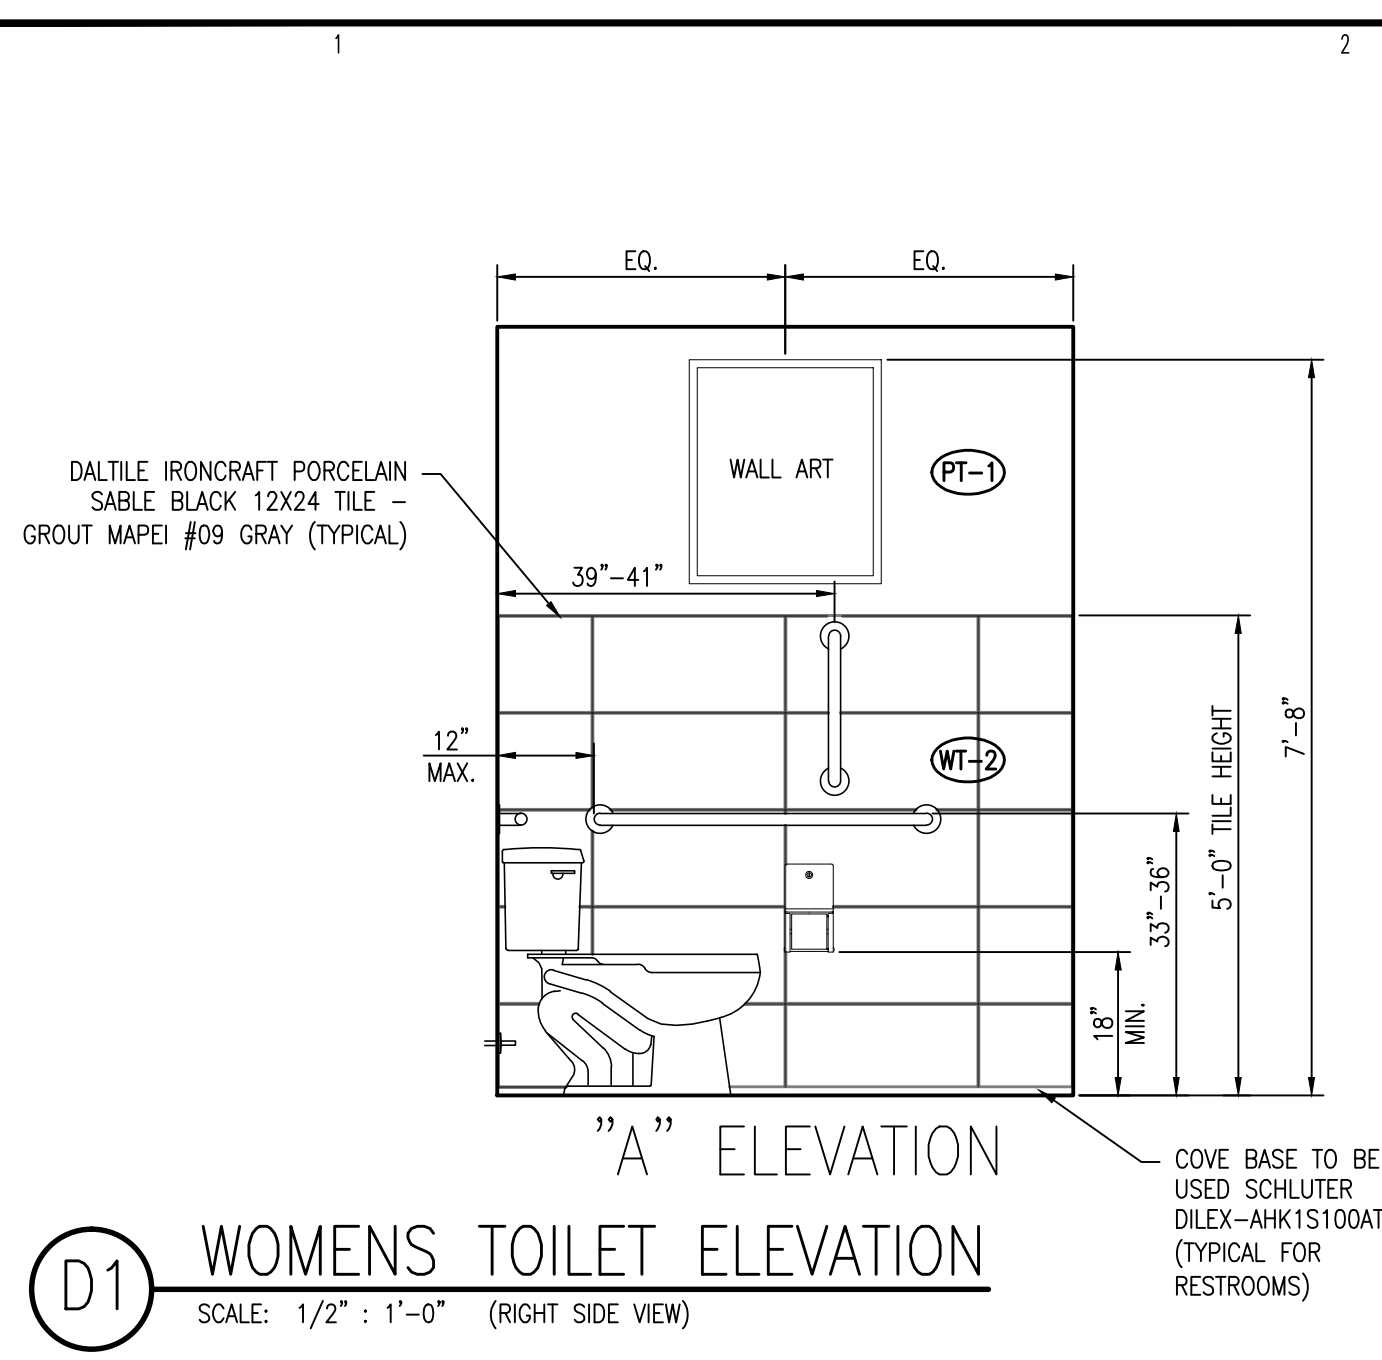 1
2
EQ.
EQ.
WALL ART
PT-1
DALTILE IRONCRAFT PORCELAIN
SABLE BLACK 12X24 TILE -
GROUT MAPEI #09 GRAY (TYPICAL)
39"-41"
12"
MAX.
WT-2
7'-8"
5'-0" TILE HEIGHT
33"-36"
18"
MIN.
"A" ELEVATION
COVE BASE TO BE
USED SCHLUTER
DILEX-AHK1S100AT
(TYPICAL FOR
RESTROOMS)
D1
WOMENS TOILET ELEVATION
SCALE: 1/2" : 1'-0" (RIGHT SIDE VIEW)